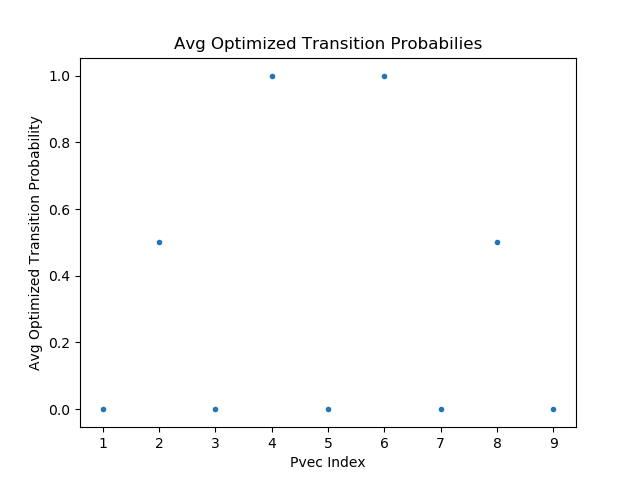 Avg Optimized Transition Probabilies
Avg Optimized Transition Probability
1.0
0.8
0.6
0.4
0.2
0.0
1 2 3 4 5 6 7 8 9
Pvec Index